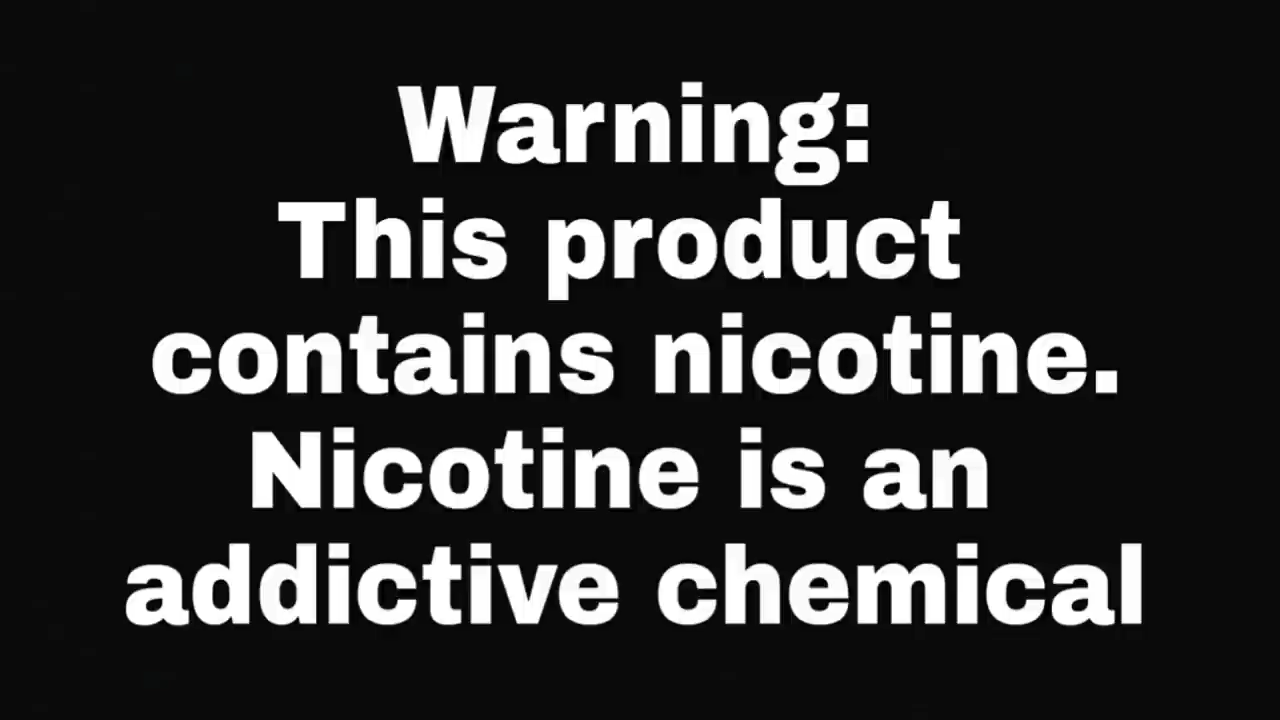 Warning:
This product
contains nicotine.
Nicotine is an
addictive chemical